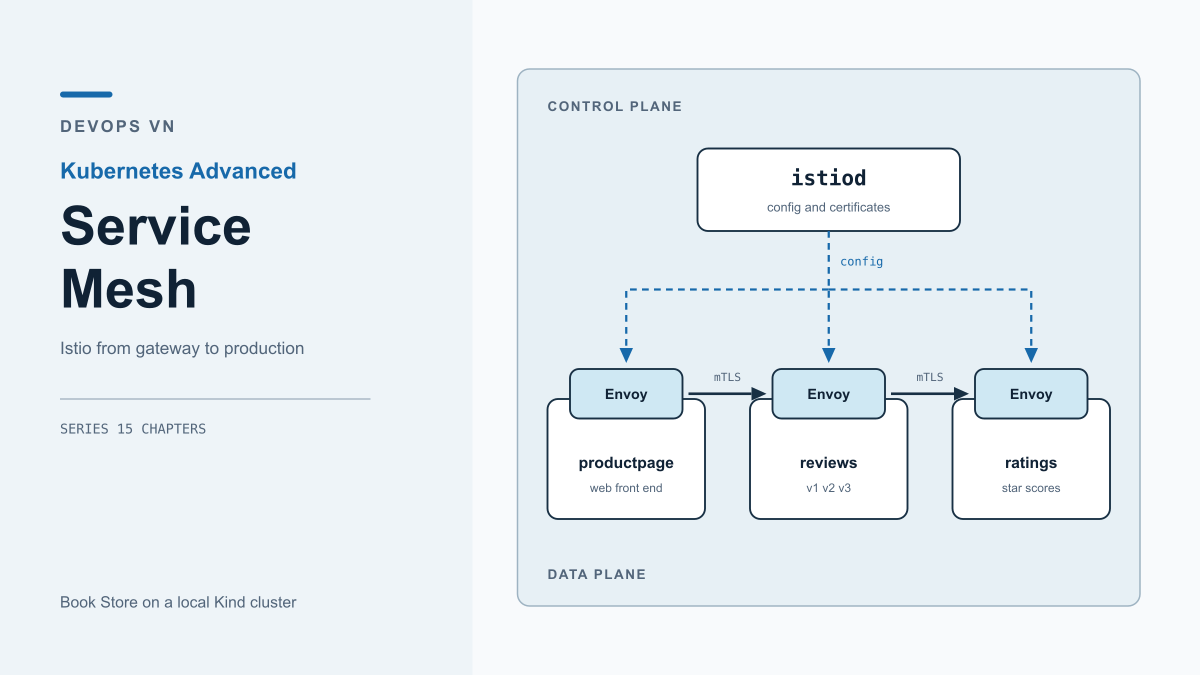 DEVOPS VN
Kubernetes Advanced
Service
Mesh
Istio from gateway to production
SERIES 15 CHAPTERS
Book Store on a local Kind cluster
CONTROL PLANE
istiod
config and certificates
config
mTLS
mTLS
Envoy
Envoy
Envoy
productpage
web front end
reviews
v1 v2 v3
ratings
star scores
DATA PLANE